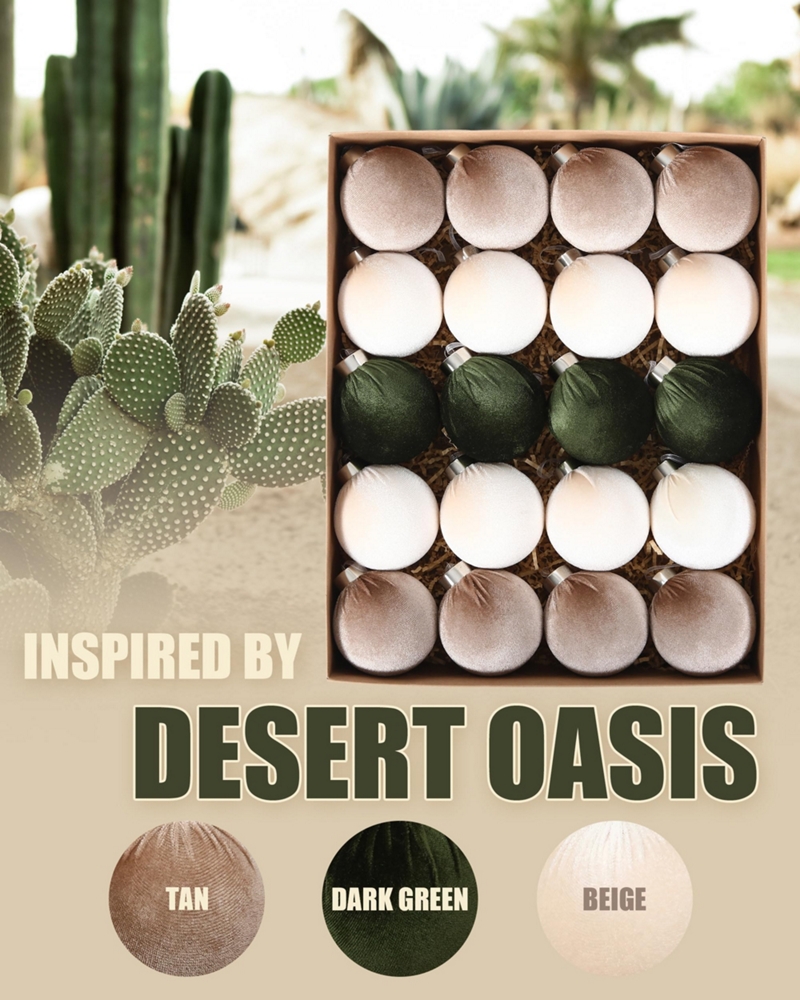 INSPIRED BY
DESERT OASIS
TAN
DARK GREEN
BEIGE